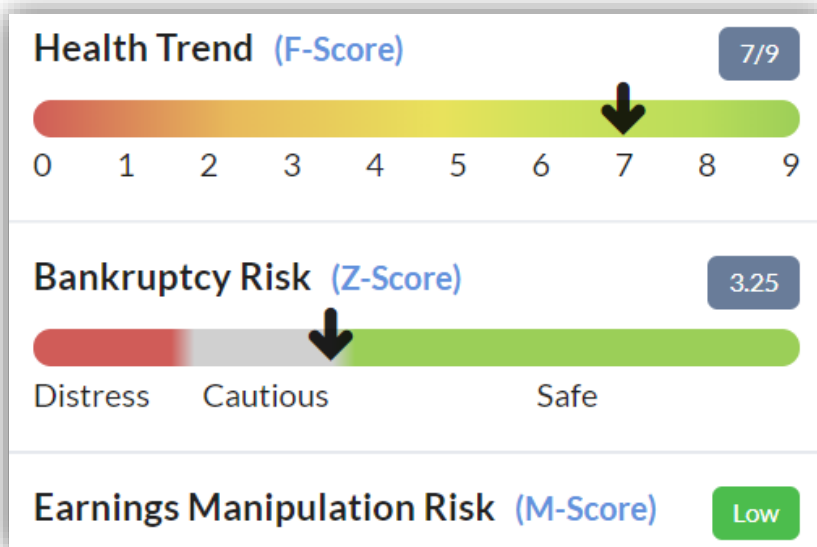 Health Trend (F-Score) 7/9
0 1 2 3 4 5 6 7 8 9
Bankruptcy Risk (Z-Score) 3.25
Distress Cautious Safe
Earnings Manipulation Risk (M-Score) Low